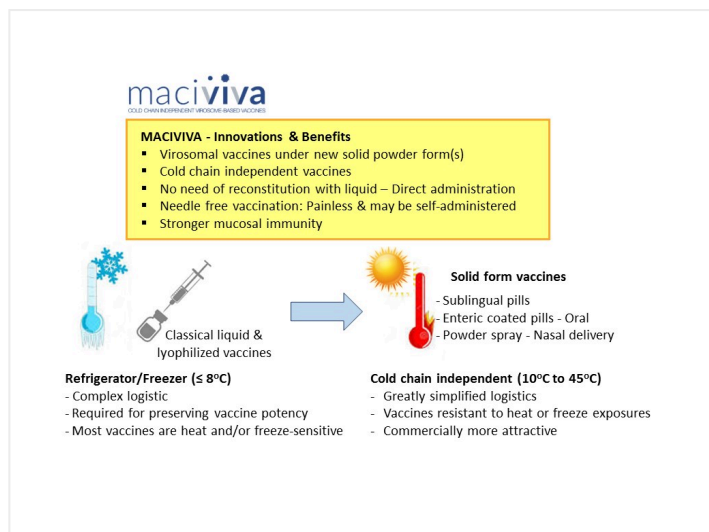 maciviva
COLD CHAIN INDEPENDENT VIROSOME-BASED VACCINES
MACIVIVA - Innovations & Benefits
▪ Virosomal vaccines under new solid powder form(s)
▪ Cold chain independent vaccines
▪ No need of reconstitution with liquid – Direct administration
▪ Needle free vaccination: Painless & may be self-administered
▪ Stronger mucosal immunity
Classical liquid &
lyophilized vaccines
Solid form vaccines
- Sublingual pills
- Enteric coated pills - Oral
- Powder spray - Nasal delivery
Refrigerator/Freezer (≤ 8°C)
- Complex logistic
- Required for preserving vaccine potency
- Most vaccines are heat and/or freeze-sensitive
Cold chain independent (10°C to 45°C)
- Greatly simplified logistics
- Vaccines resistant to heat or freeze exposures
- Commercially more attractive